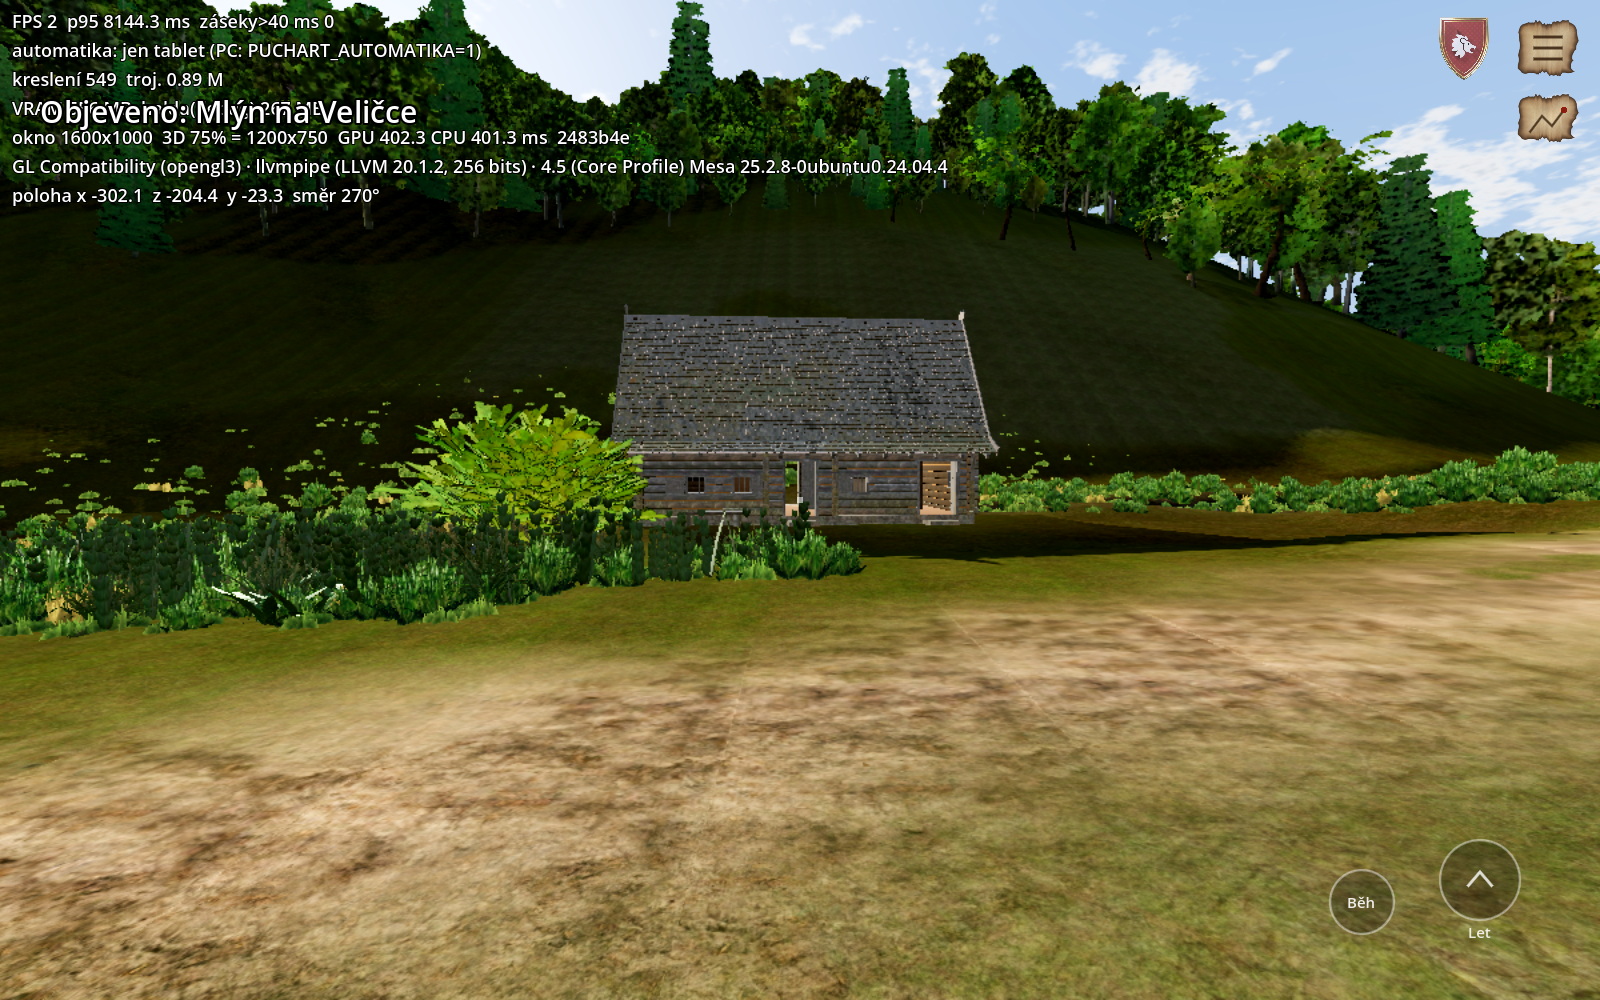 FPS 2 p95 8144.3 ms záseky>40 ms 0
automatika: jen tablet (PC: PUCHART_AUTOMATIKA=1)
kreslení 549 troj. 0.89 M
Objeveno: Mlýn na Veličce
okno 1600x1000 3D 75% = 1200x750 GPU 402.3 CPU 401.3 ms 2483b4e
GL Compatibility (opengl3) · llvmpipe (LLVM 20.1.2, 256 bits) · 4.5 (Core Profile) Mesa 25.2.8-0ubuntu0.24.04.4
poloha x -302.1 z -204.4 y -23.3 směr 270°
Běh
Let